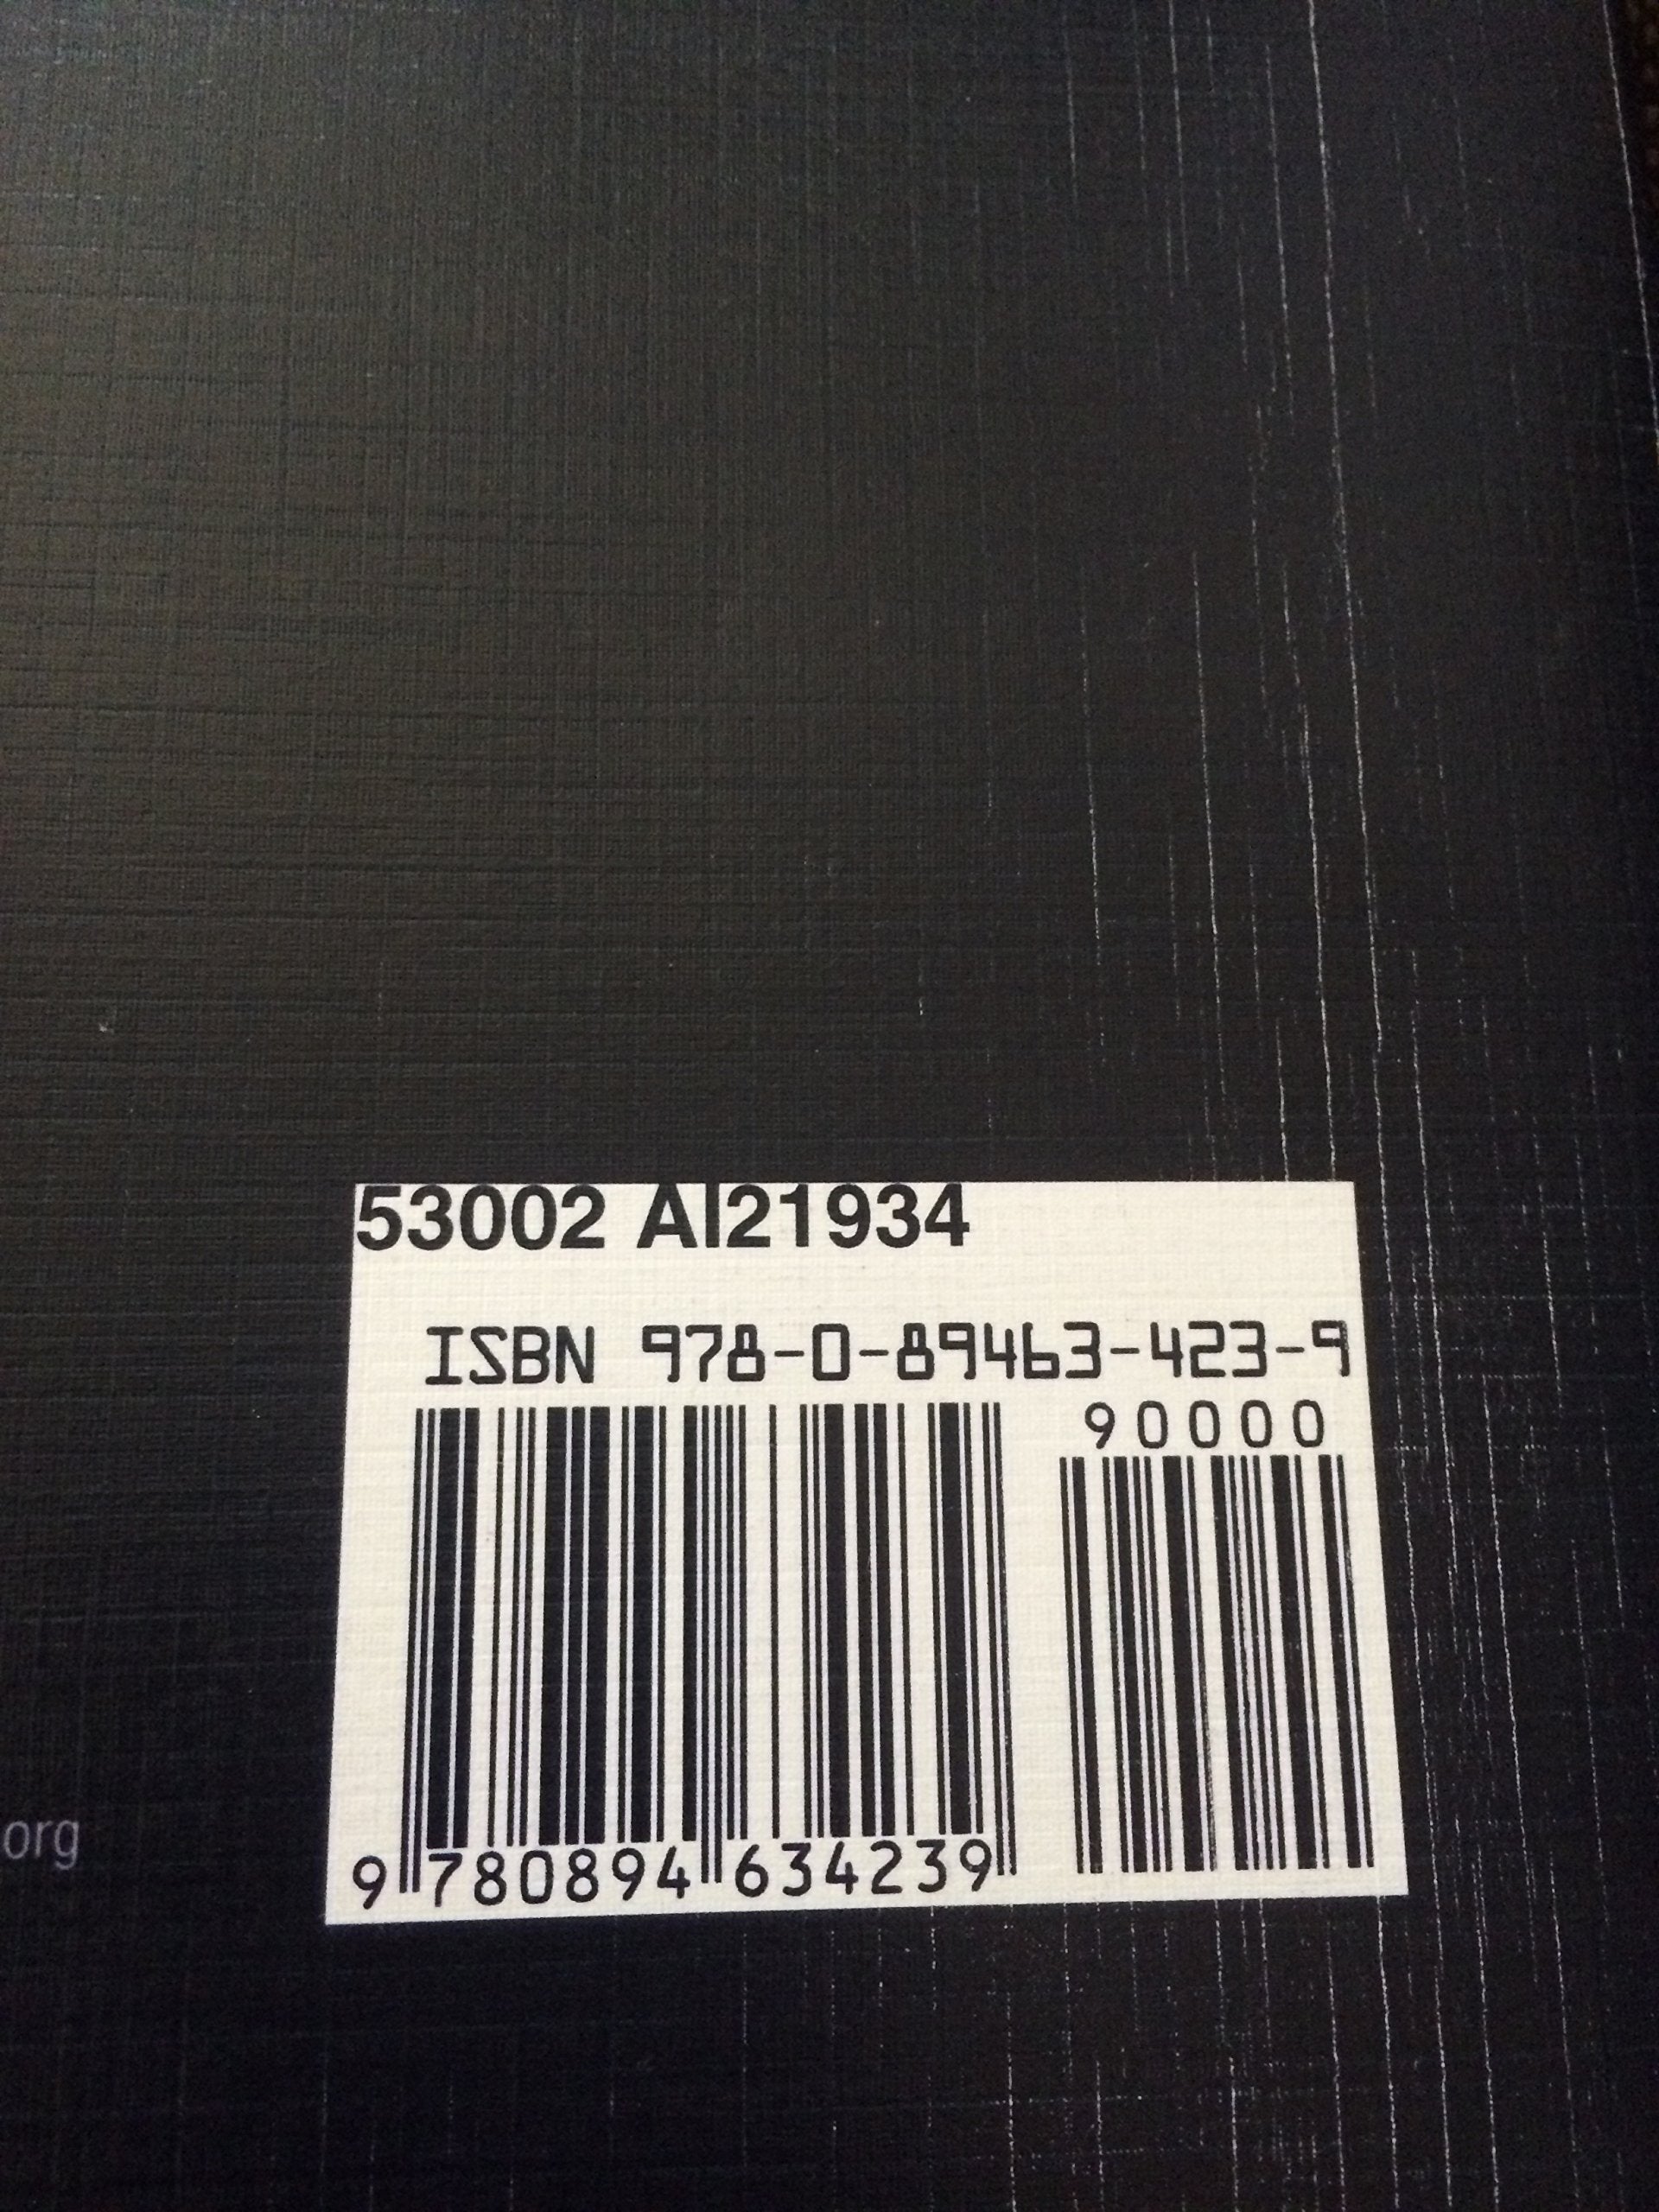 53002 AI21934
ISBN 978-0-89463-423-9
90000
org
9 780894 634239